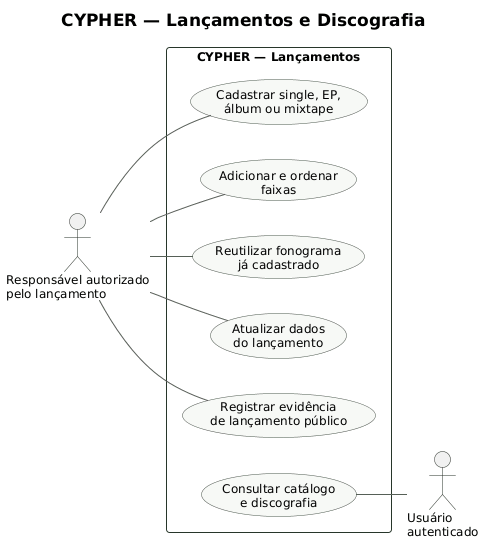 CYPHER — Lançamentos e Discografia
CYPHER — Lançamentos
Cadastrar single, EP,
álbum ou mixtape
Adicionar e ordenar
faixas
Reutilizar fonograma
já cadastrado
Responsável autorizado
pelo lançamento
Atualizar dados
do lançamento
Registrar evidência
de lançamento público
Consultar catálogo
e discografia
Usuário
autenticado